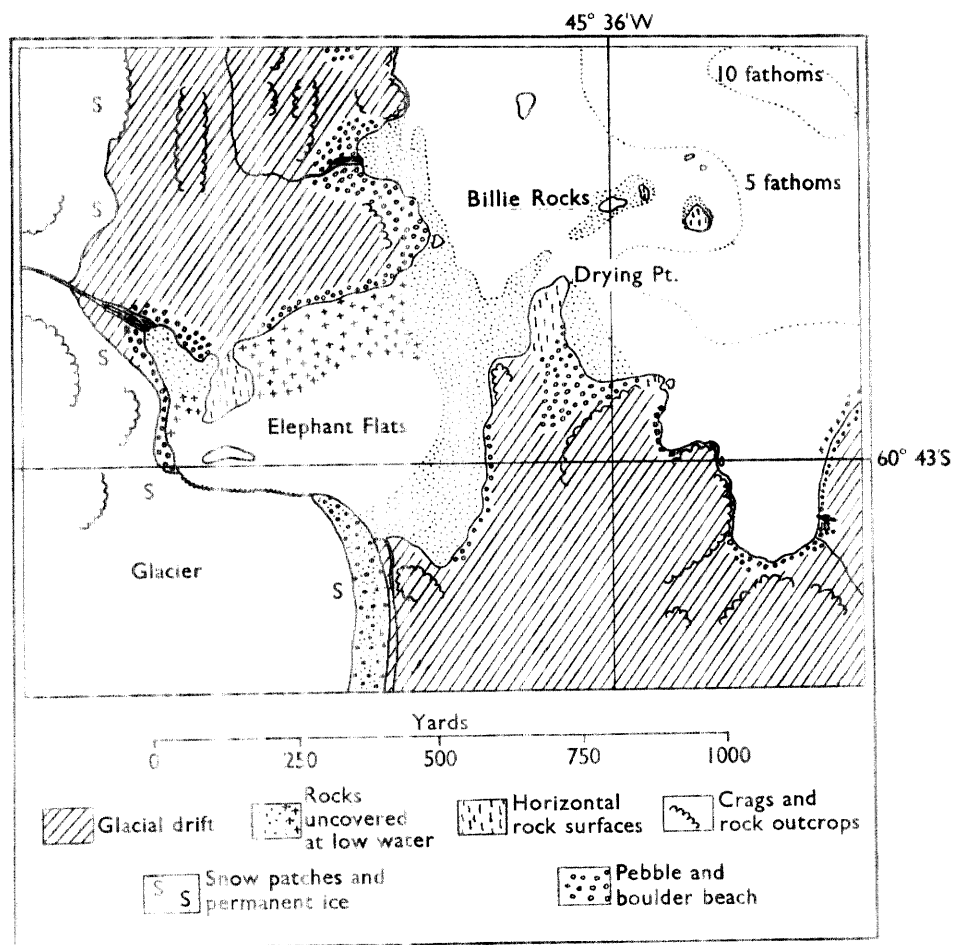 45° 36'W
10 fathoms
S
5 fathoms
Billie Rocks
S
Drying Pt.
S
Elephant Flats
60° 43'S
S
Glacier
S
Yards
0 250 500 750 1000
Glacial drift
Rocks
uncovered
at low water
Horizontal
rock surfaces
Crags and
rock outcrops
S S
Snow patches and
permanent ice
Pebble and
boulder beach